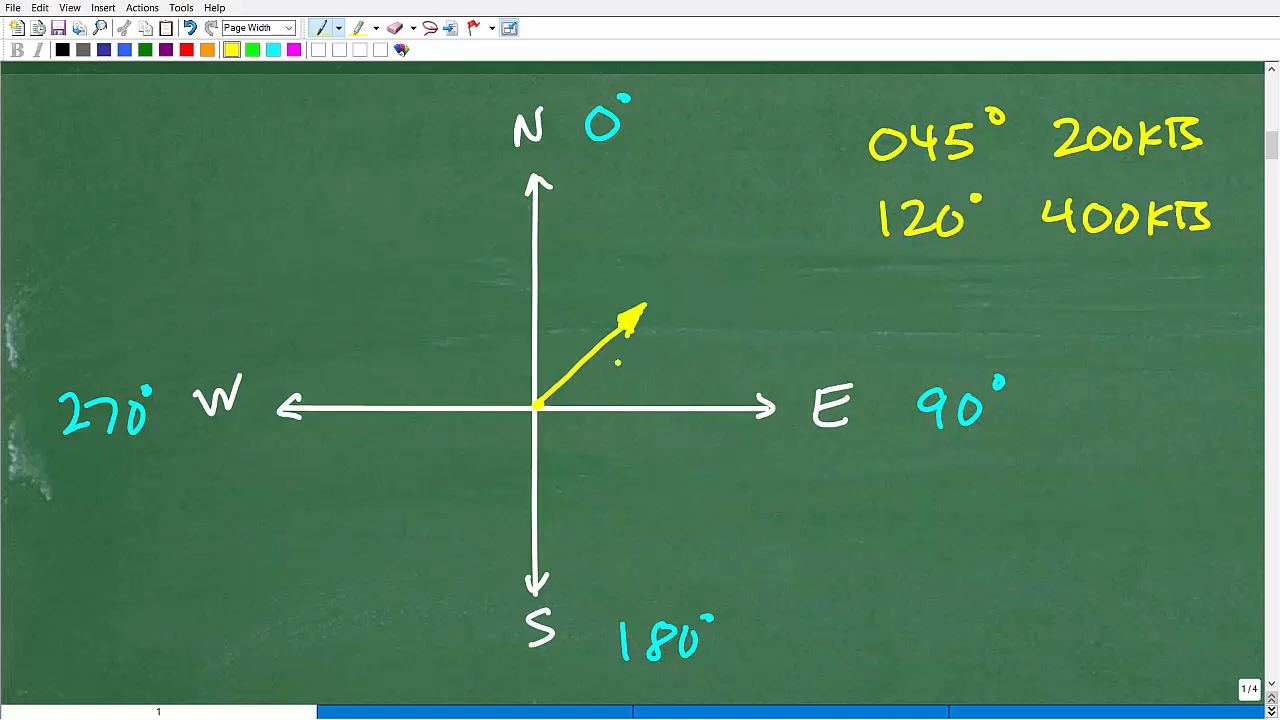 File Edit View Insert Actions Tools Help
Page Width
B I
N 0°
045° 200KTS
120° 400KTS
270° W
E 90°
S 180°
1/4
1